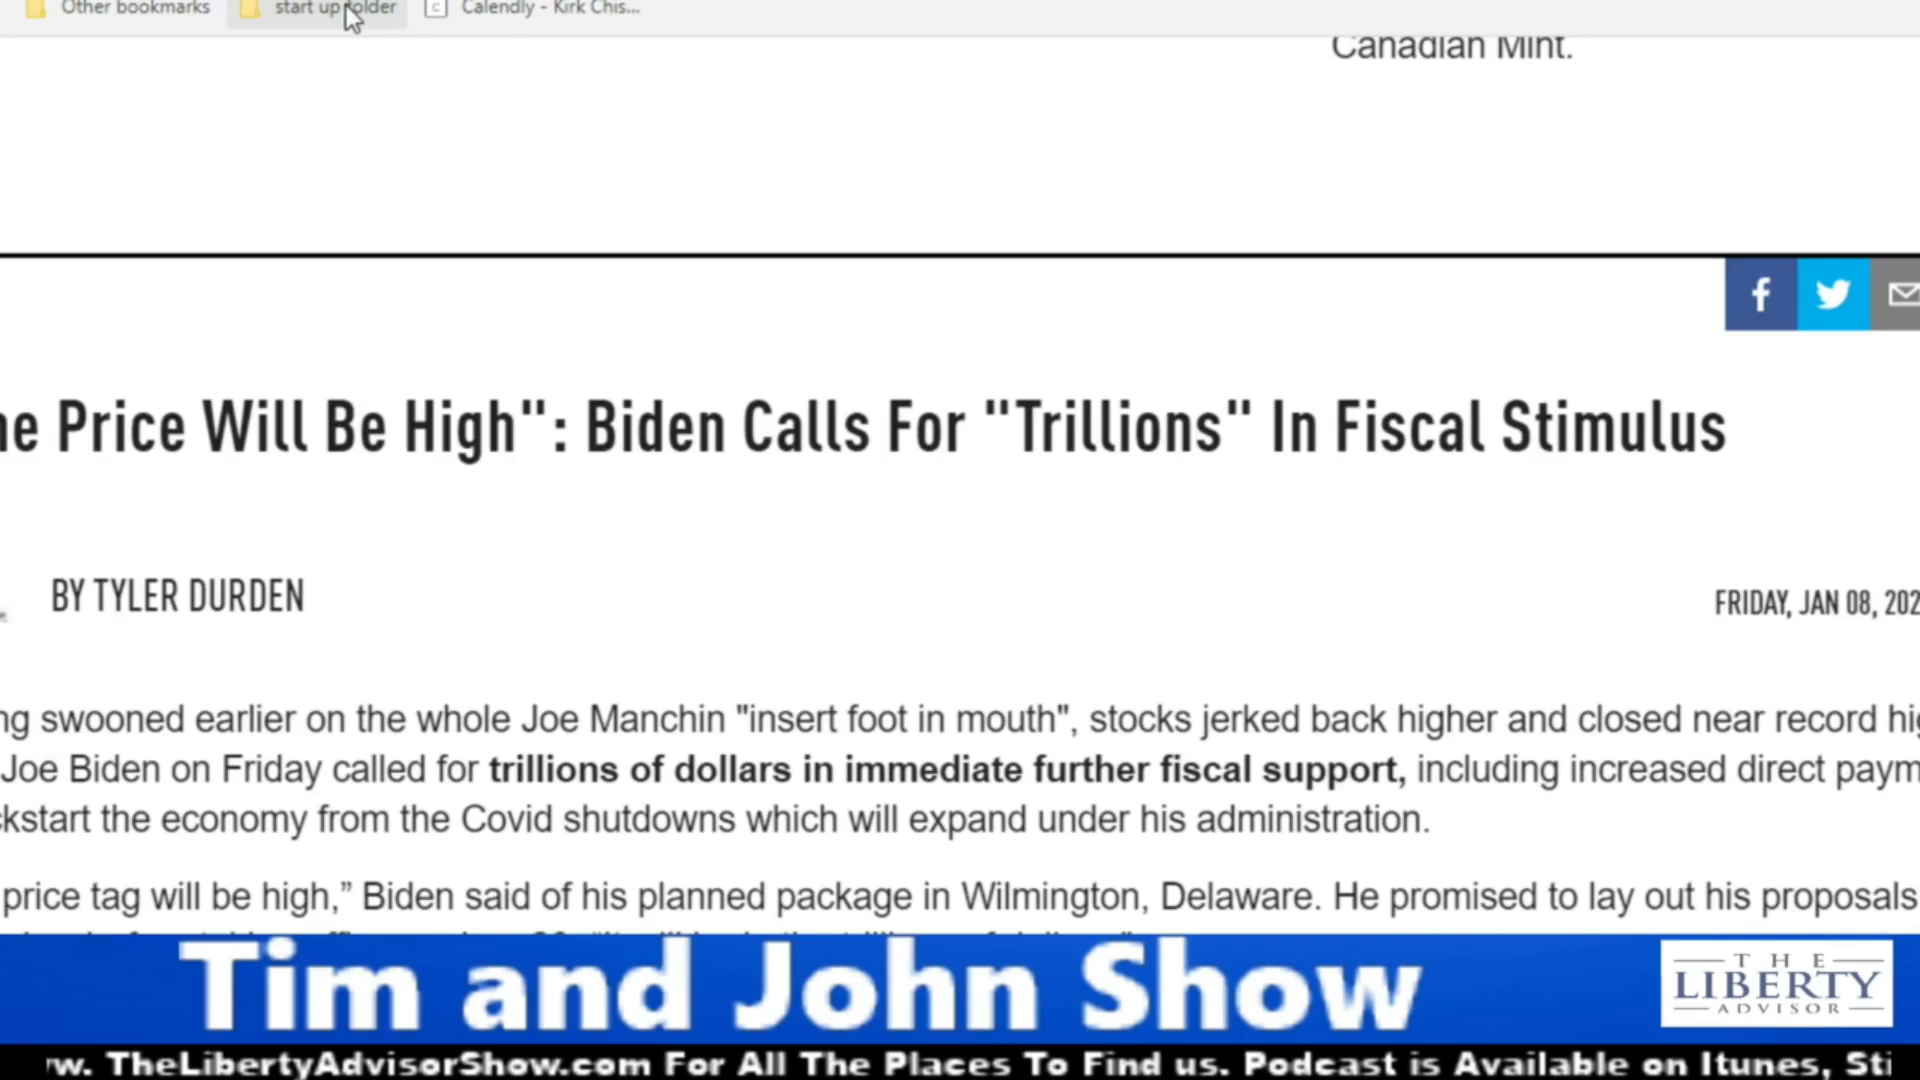 Other bookmarks start up folder Calendly - Kirk Chis...
Canadian Mint.
Price Will Be High": Biden Calls For "Trillions" In Fiscal Stimulus
BY TYLER DURDEN
FRIDAY, JAN 08, 202
swooned earlier on the whole Joe Manchin "insert foot in mouth", stocks jerked back higher and closed near record
Joe Biden on Friday called for trillions of dollars in immediate further fiscal support, including increased direct paym
ckstart the economy from the Covid shutdowns which will expand under his administration.
price tag will be high,” Biden said of his planned package in Wilmington, Delaware. He promised to lay out his proposals
Tim and John Show
THE
LIBERTY
ADVISOR
w. TheLibertyAdvisorShow.com For All The Places To Find us. Podcast is Available on Itunes, Sti